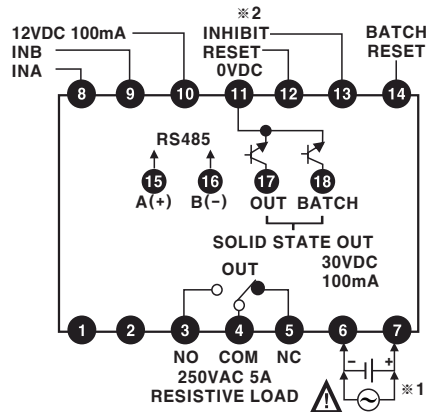 ※2
12VDC 100mA
INB
INA
INHIBIT
RESET
0VDC
BATCH
RESET
8 9 10 11 12 13 14
RS485
15 16 17 18
A(+) B(−) OUT BATCH
SOLID STATE OUT
30VDC
100mA
OUT
1 2 3 4 5 6 7
NO COM NC
250VAC 5A
RESISTIVE LOAD
− +
※1